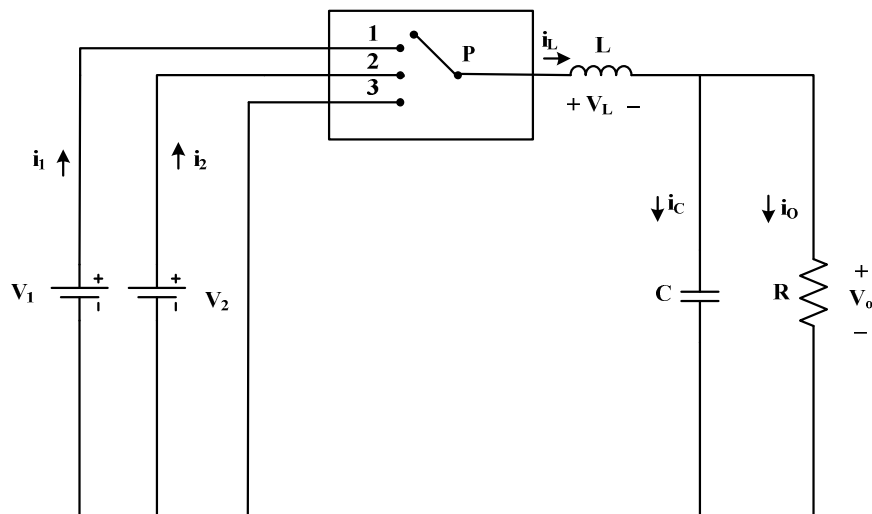 1
2
3
P
iL
L
+ VL −
i1
i2
iC
iO
V1
+
−
+
−
V2
C
R
+
Vo
−